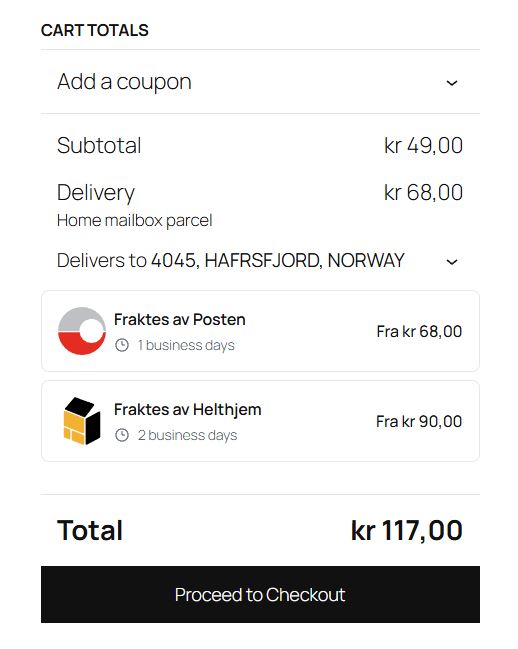 CART TOTALS
Add a coupon
Subtotal kr 49,00
Delivery kr 68,00
Home mailbox parcel
Delivers to 4045, HAFRSFJORD, NORWAY
Fraktes av Posten
Fra kr 68,00
1 business days
Fraktes av Helthjem
Fra kr 90,00
2 business days
Total kr 117,00
Proceed to Checkout